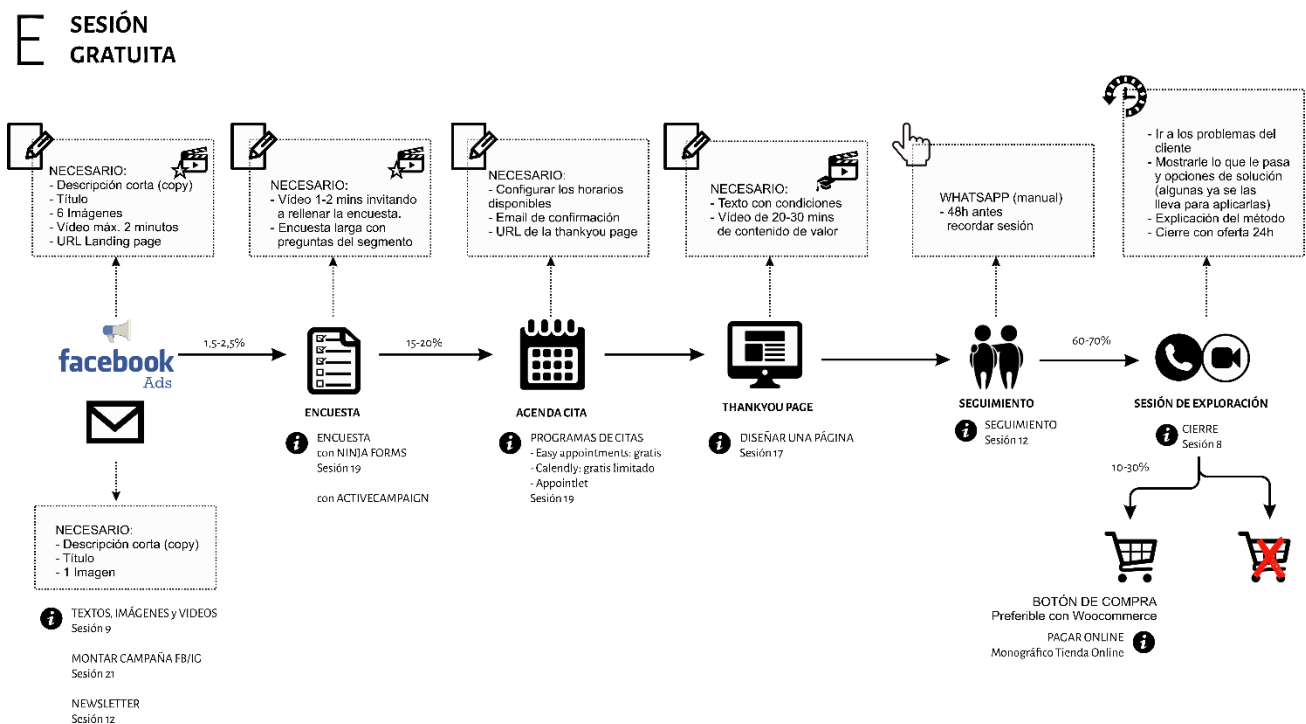 E SESIÓN
GRATUITA
NECESARIO:
- Descripción corta (copy)
- Título
- 6 Imágenes
- Vídeo máx. 2 minutos
- URL Landing page
NECESARIO:
- Vídeo 1-2 mins invitando
a rellenar la encuesta.
- Encuesta larga con
preguntas del segmento
NECESARIO:
- Configurar los horarios
disponibles
- Email de confirmación
- URL de la thankyou page
NECESARIO:
- Texto con condiciones
- Vídeo de 20-30 mins
de contenido de valor
WHATSAPP (manual)
- 48h antes
recordar sesión
- Ir a los problemas del
cliente
- Mostrarle lo que le pasa
y opciones de solución
(algunas ya se las
lleva para aplicarlas)
- Explicación del método
- Cierre con oferta 24h
facebook
Ads
1,5-2,5%
15-20%
60-70%
ENCUESTA
i ENCUESTA
con NINJA FORMS
Sesión 19
con ACTIVECAMPAIGN
AGENDA CITA
i PROGRAMAS DE CITAS
- Easy appointments: gratis
- Calendly: gratis limitado
- Appointlet
Sesión 19
THANKYOU PAGE
i DISEÑAR UNA PÁGINA
Sesión 17
SEGUIMIENTO
i SEGUIMIENTO
Sesión 12
SESIÓN DE EXPLORACIÓN
i CIERRE
Sesión 8
10-30%
BOTÓN DE COMPRA
Preferible con Woocommerce
PAGAR ONLINE i
Monográfico Tienda Online
NECESARIO:
- Descripción corta (copy)
- Título
- 1 Imagen
i TEXTOS, IMÁGENES y VIDEOS
Sesión 9
MONTAR CAMPAÑA FB/IG
Sesión 21
NEWSLETTER
Sesión 12